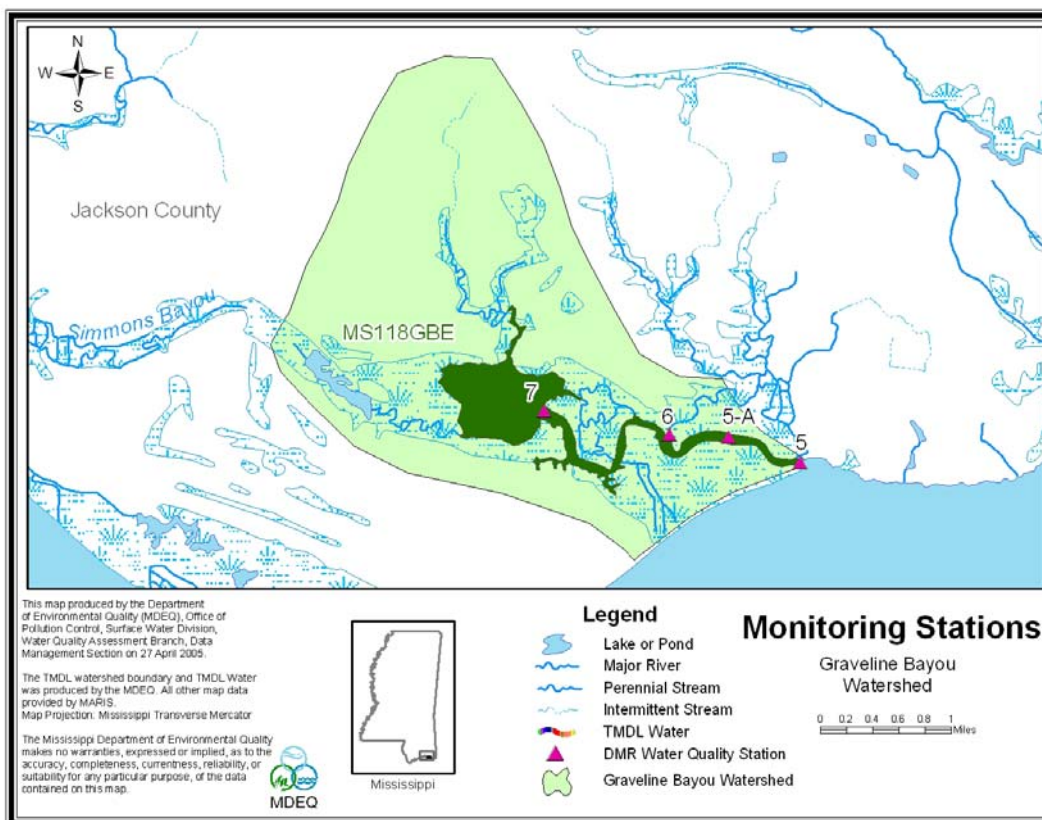 N
W E
S
Jackson County
Simmons Bayou
MS118GBE
7
6
5-A
5
This map produced by the Department
of Environmental Quality (MDEQ), Office of
Pollution Control, Surface Water Division,
Water Quality Assessment Branch, Data
Management Section on 27 April 2005.
The TMDL watershed boundary and TMDL Water
was produced by the MDEQ. All other map data
provided by MARIS.
Map Projection: Mississippi Transverse Mercator
The Mississippi Department of Environmental Quality
makes no warranties, expressed or implied, as to the
accuracy, completeness, currentness, reliability, or
suitability for any particular purpose, of the data
contained on this map.
MDEQ
Mississippi
Legend
Lake or Pond
Major River
Perennial Stream
Intermittent Stream
TMDL Water
DMR Water Quality Station
Graveline Bayou Watershed
Monitoring Stations
Graveline Bayou
Watershed
0 0.2 0.4 0.6 0.8 1
Miles